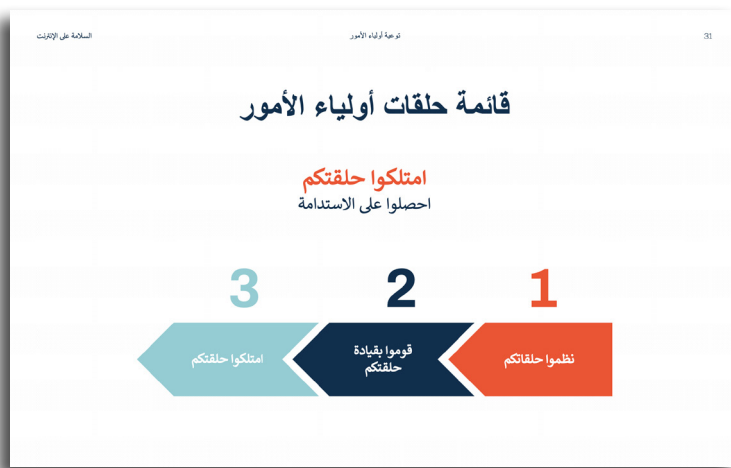 31
توعية أولياء الأمور
السلامة على الإنترنت
قائمة حلقات أولياء الأمور
امتلكوا حلقتكم
احصلوا على الاستدامة
1
2
3
نظموا حلقاتكم
قوموا بقيادة
حلقتكم
امتلكوا حلقتكم